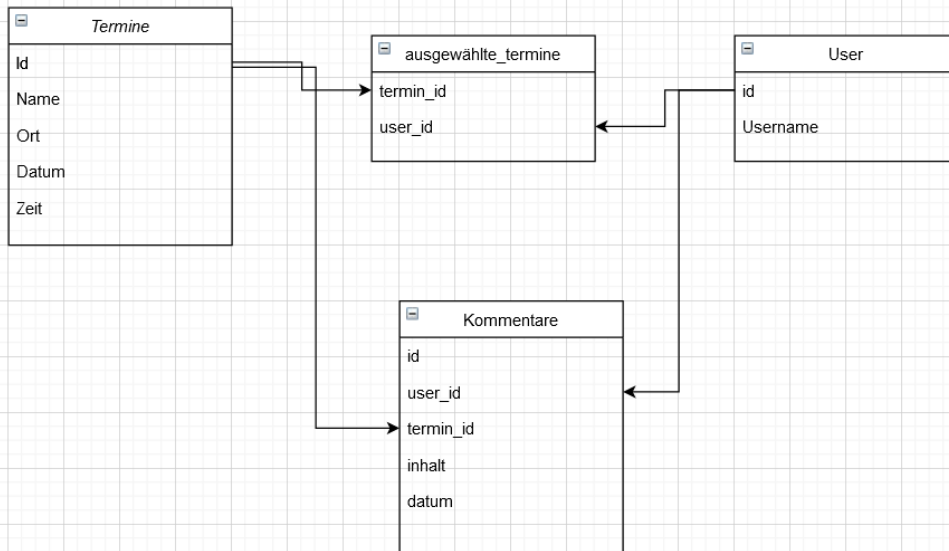 Termine
Id
Name
Ort
Datum
Zeit
ausgewählte_termine
termin_id
user_id
User
id
Username
Kommentare
id
user_id
termin_id
inhalt
datum